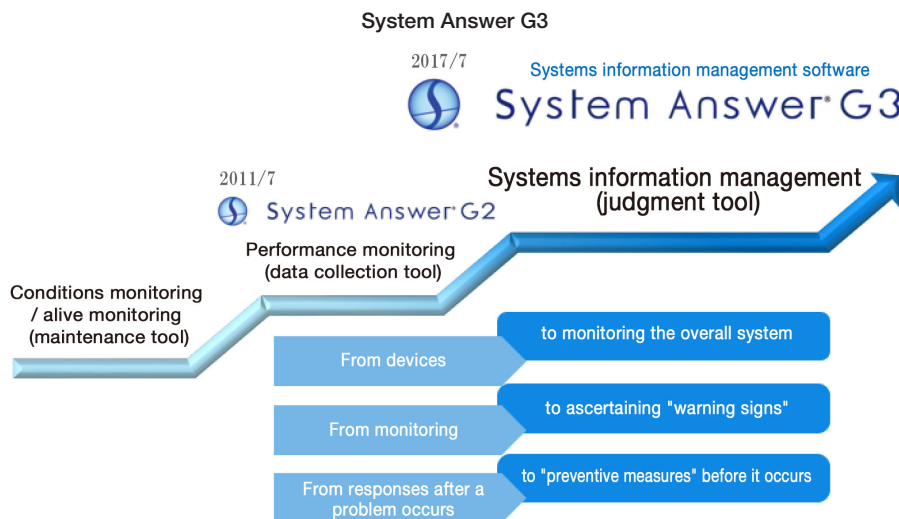 System Answer G3
2017/7
Systems information management software
System Answer® G3
2011/7
System Answer G2
Systems information management
(judgment tool)
Performance monitoring
(data collection tool)
Conditions monitoring
/ alive monitoring
(maintenance tool)
From devices
to monitoring the overall system
From monitoring
to ascertaining "warning signs"
From responses after a
problem occurs
to "preventive measures" before it occurs